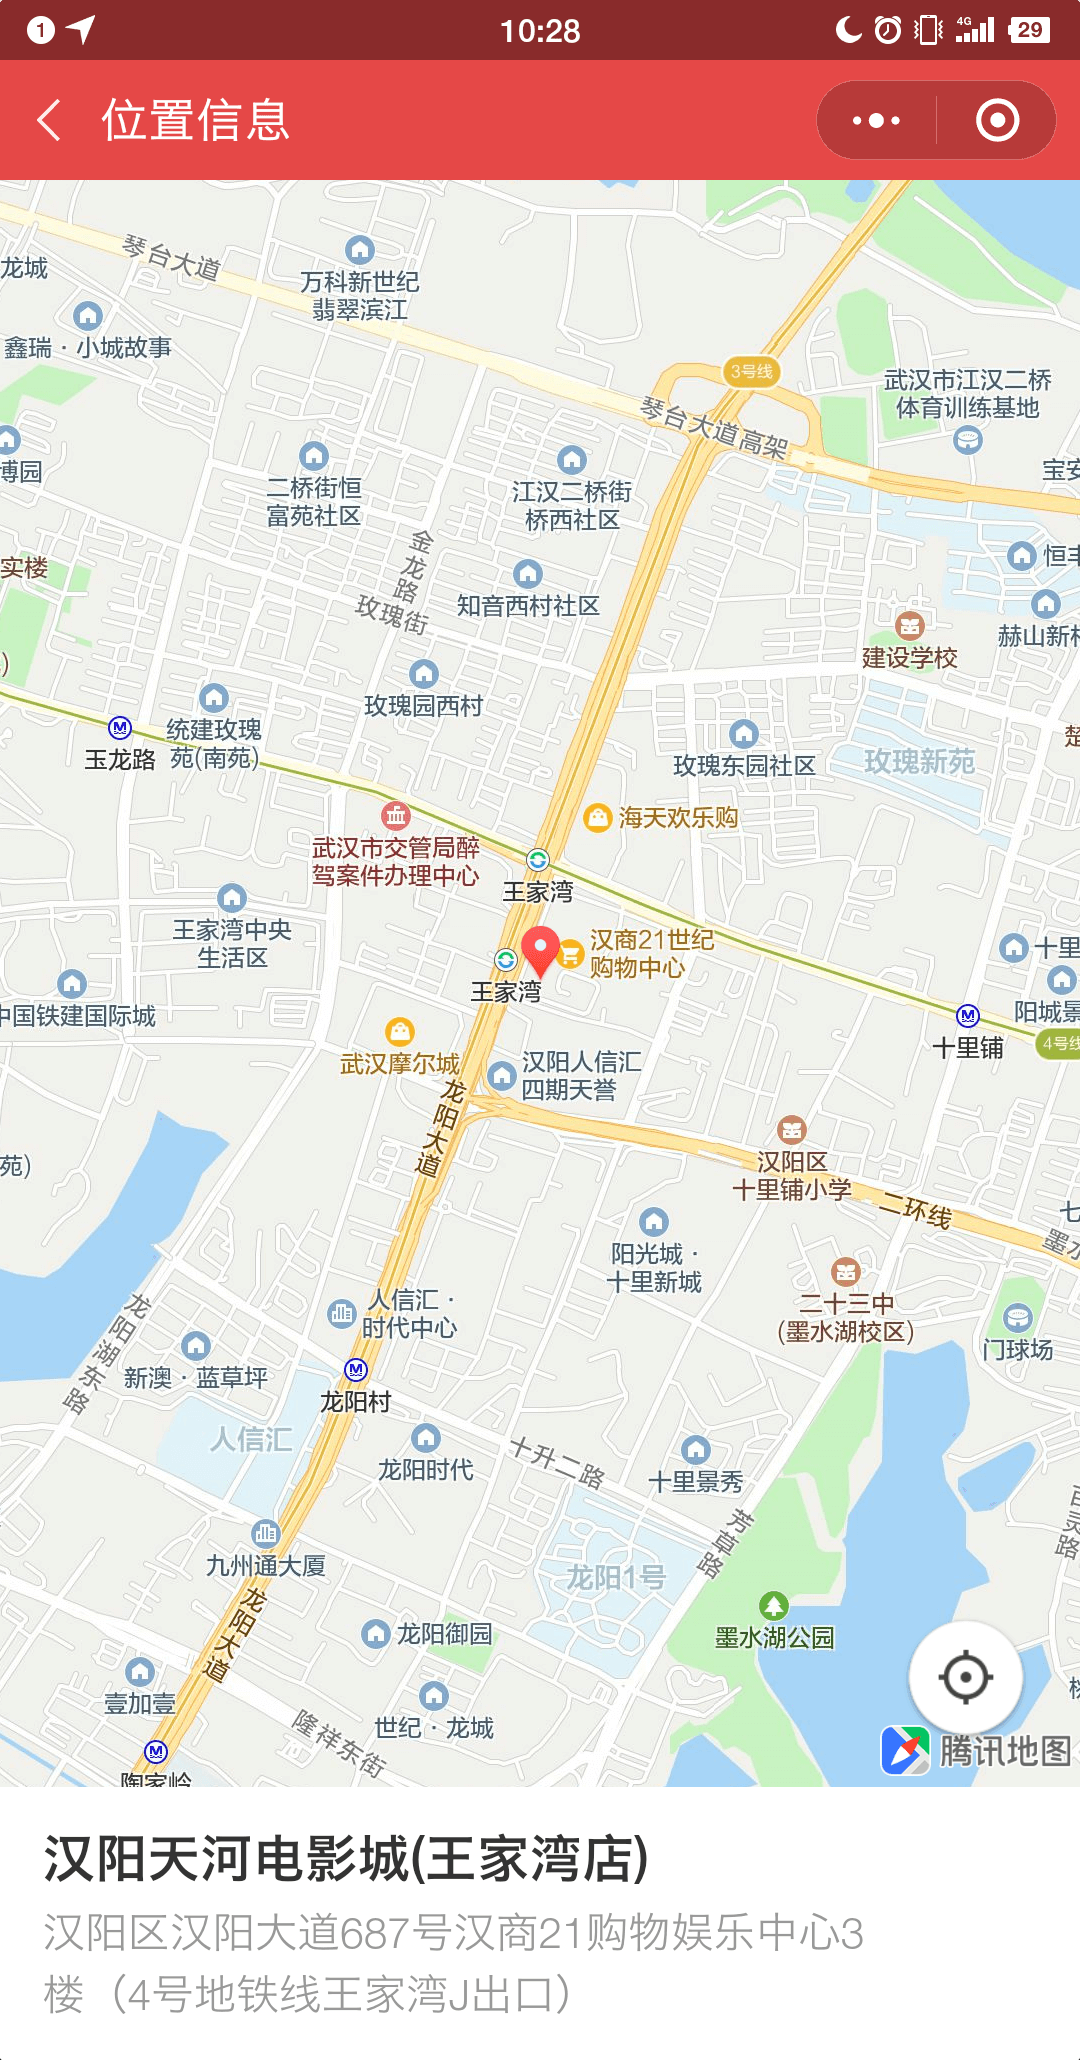 1
10:28
4G
29
位置信息
琴台大道
龙城
万科新世纪
翡翠滨江
鑫瑞·小城故事
3号线
武汉市江汉二桥
体育训练基地
琴台大道高架
博园
二桥街恒
富苑社区
江汉二桥街
桥西社区
宝安
金龙路
实楼
恒丰
知音西村社区
玫瑰街
赫山新村
建设学校
)
玫瑰园西村
统建玫瑰
苑(南苑)
玉龙路
玫瑰东园社区
玫瑰新苑
楚
海天欢乐购
武汉市交管局醉
驾案件办理中心
王家湾
王家湾中央
生活区
汉商21世纪
购物中心
王家湾
十里
中国铁建国际城
阳城景
十里铺
4号线
武汉摩尔城
汉阳人信汇
四期天誉
龙阳大道
苑)
汉阳区
十里铺小学
二环线
七
墨水
阳光城·
十里新城
二十三中
(墨水湖校区)
人信汇·
时代中心
龙阳湖东路
门球场
新澳·蓝草坪
龙阳村
人信汇
龙阳时代
十升二路
十里景秀
百灵路
芳草路
九州通大厦
龙阳1号
龙阳大道
龙阳御园
墨水湖公园
壹加壹
世纪·龙城
隆祥东街
陶家岭
腾讯地图
汉阳天河电影城(王家湾店)
汉阳区汉阳大道687号汉商21购物娱乐中心3
楼（4号地铁线王家湾J出口）